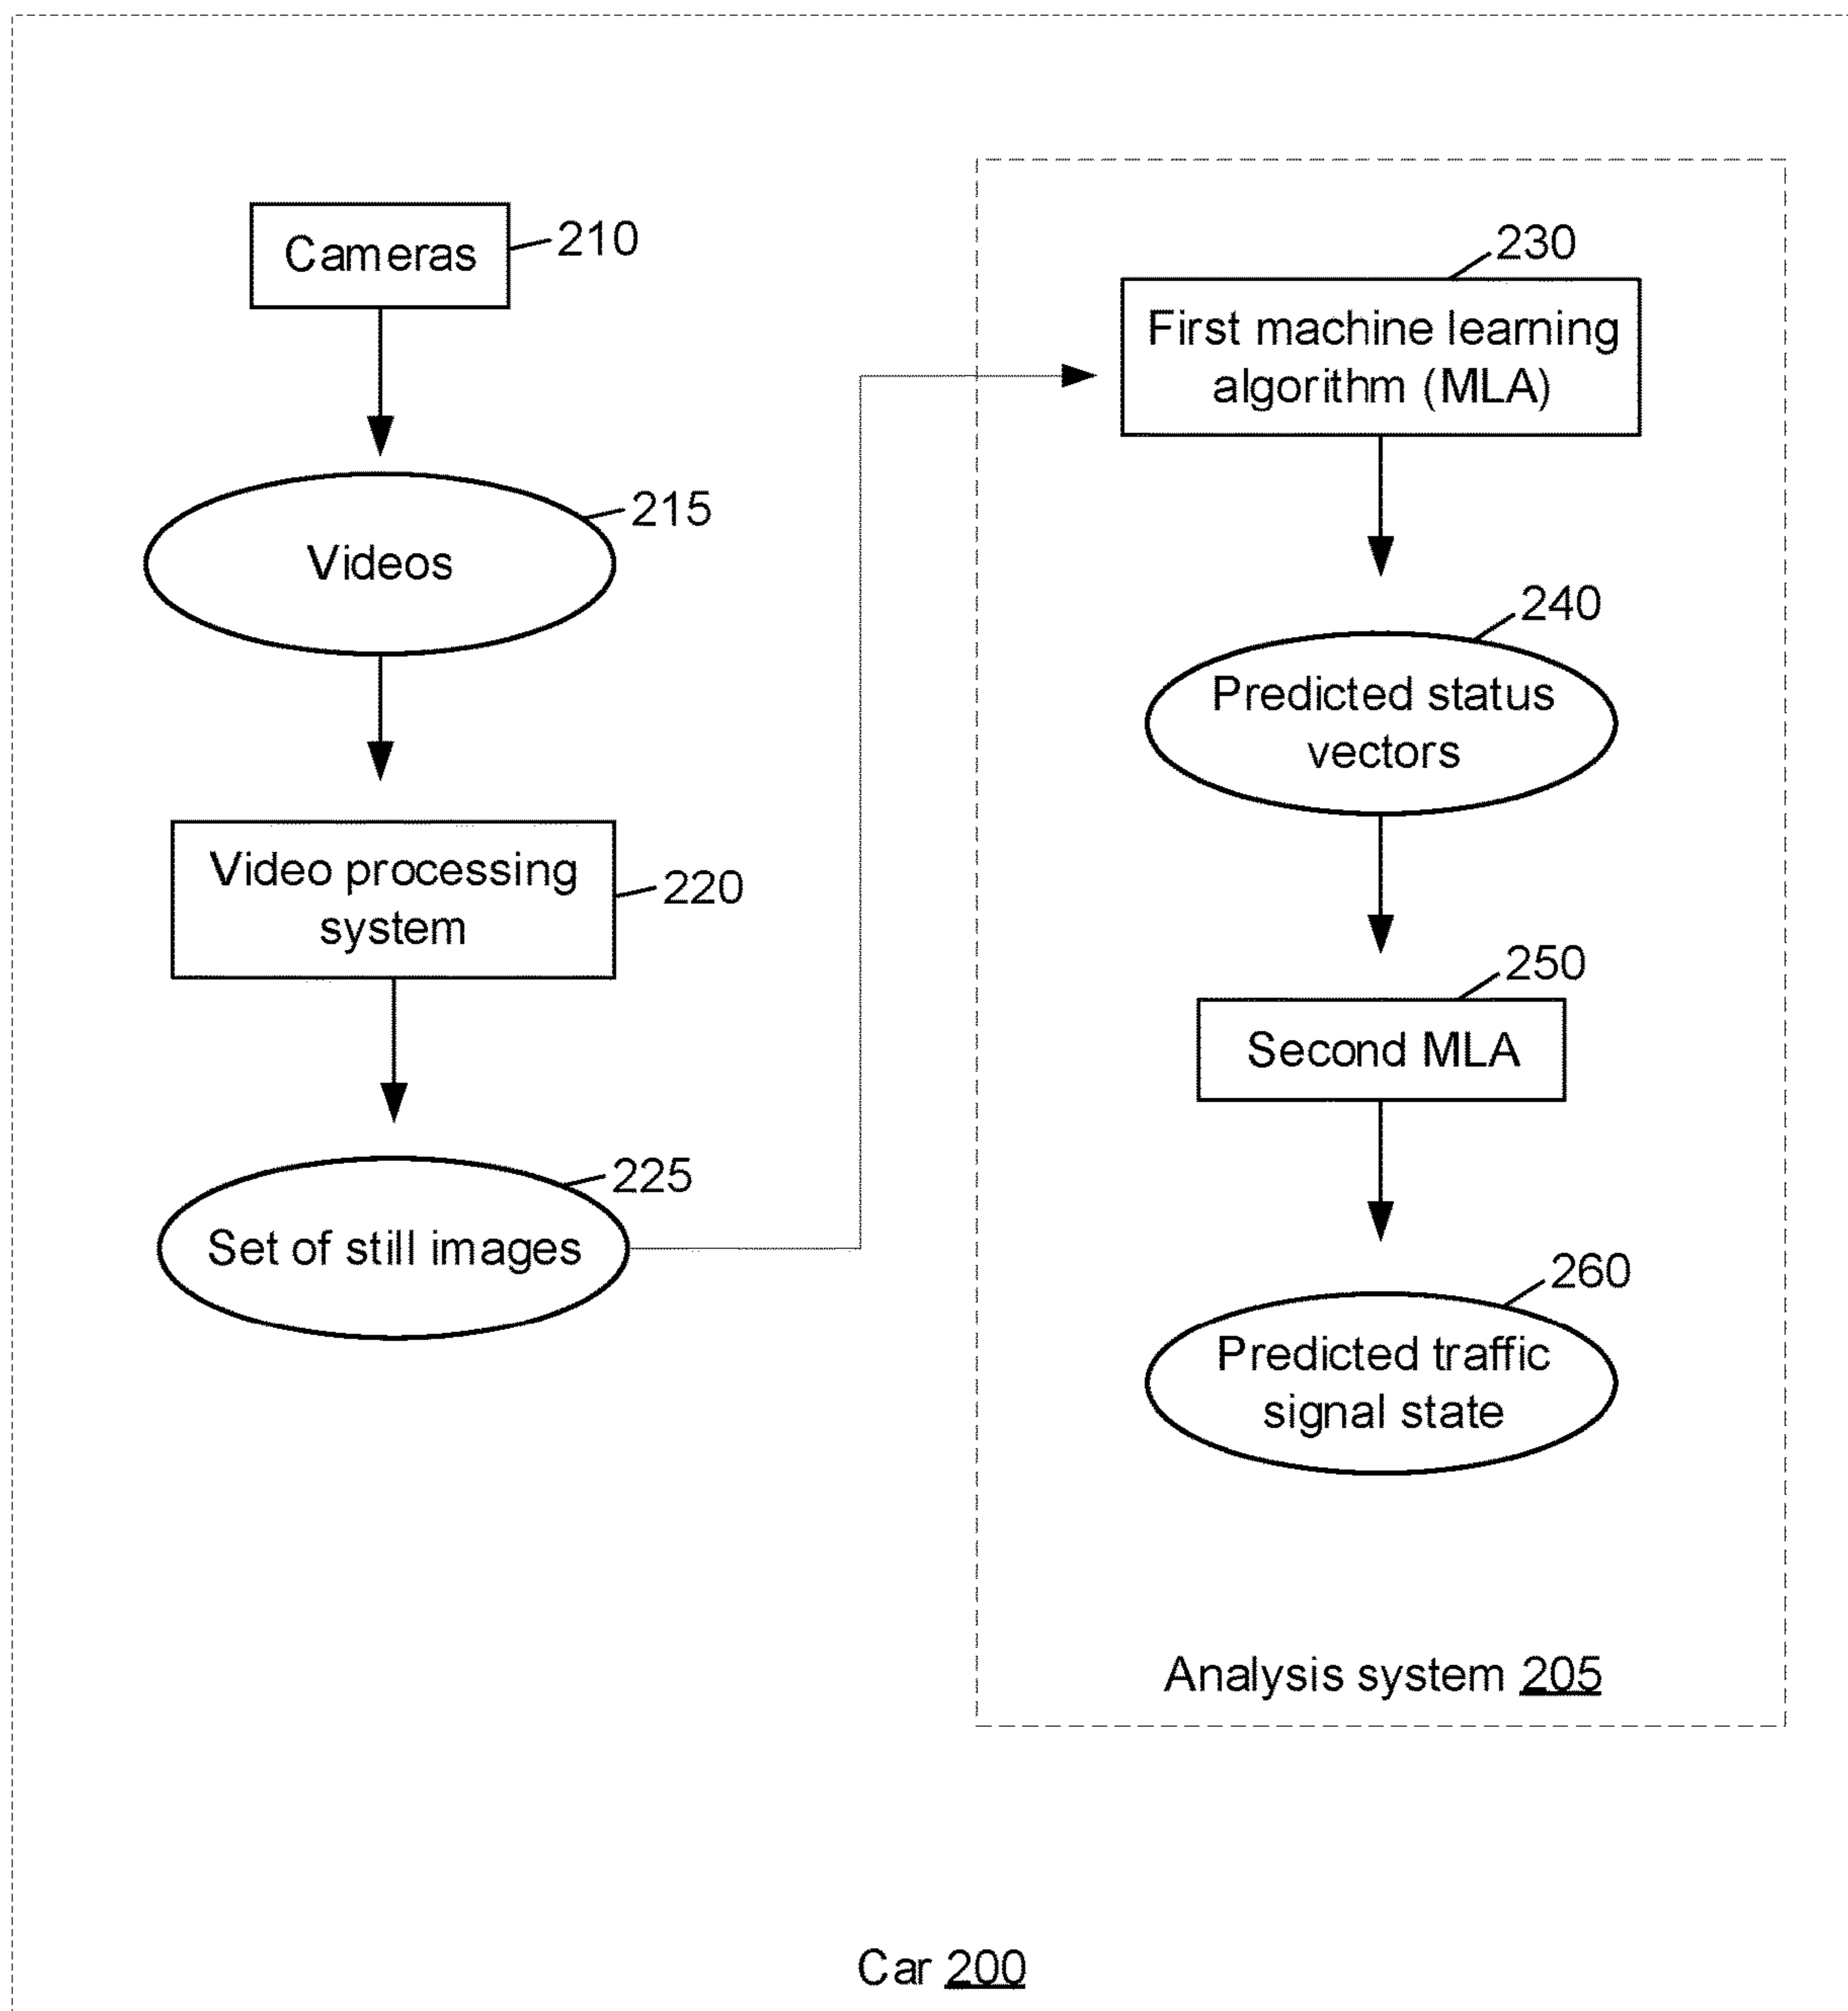 Cameras
210
Videos
215
Video processing
system
220
Set of still images
225
230
First machine learning
algorithm (MLA)
240
Predicted status
vectors
250
Second MLA
260
Predicted traffic
signal state
Analysis system 205
Car 200